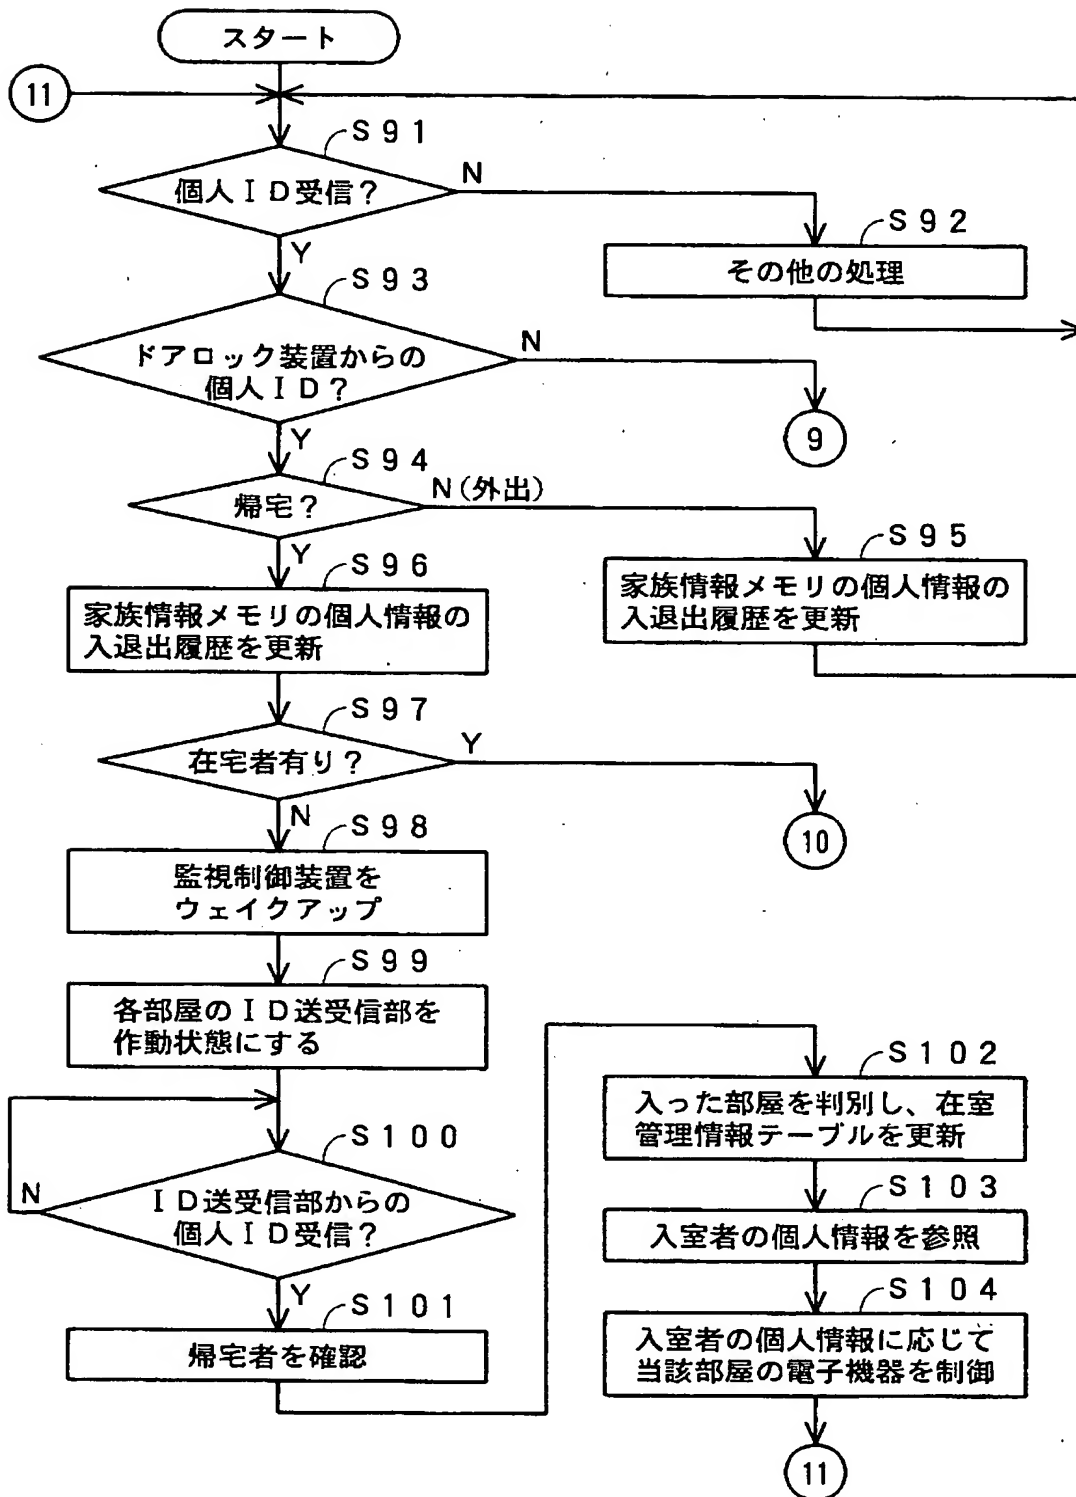 スタート
11
S91
個人ID受信？
N
Y
S92
その他の処理
S93
ドアロック装置からの
個人ID？
N
Y
9
S94
帰宅？
N(外出)
Y
S95
家族情報メモリの個人情報の
入退出履歴を更新
S96
家族情報メモリの個人情報の
入退出履歴を更新
S97
在宅者有り？
Y
N
10
S98
監視制御装置を
ウェイクアップ
S99
各部屋のID送受信部を
作動状態にする
S100
N
ID送受信部からの
個人ID受信？
Y
S101
帰宅者を確認
S102
入った部屋を判別し、在室
管理情報テーブルを更新
S103
入室者の個人情報を参照
S104
入室者の個人情報に応じて
当該部屋の電子機器を制御
11